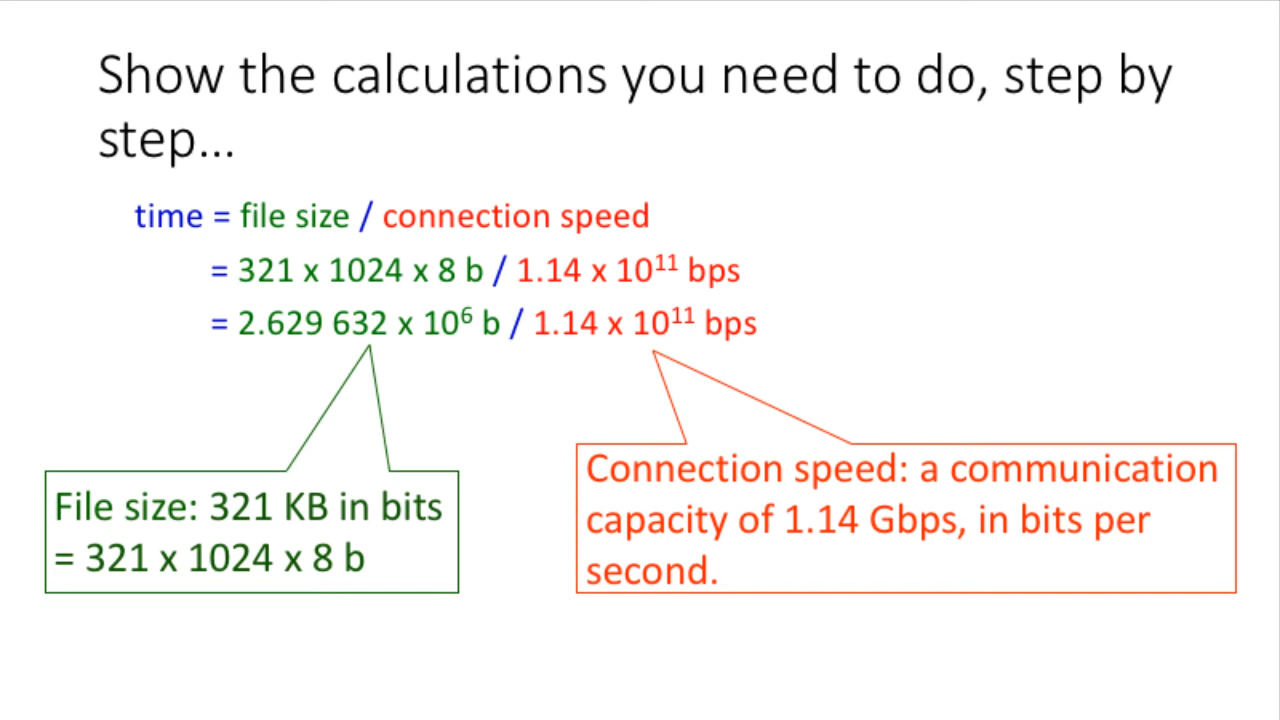 Show the calculations you need to do, step by
step...
time = file size / connection speed
= 321 x 1024 x 8 b / 1.14 x 10¹¹ bps
= 2.629 632 x 10⁶ b / 1.14 x 10¹¹ bps
File size: 321 KB in bits
= 321 x 1024 x 8 b
Connection speed: a communication
capacity of 1.14 Gbps, in bits per
second.